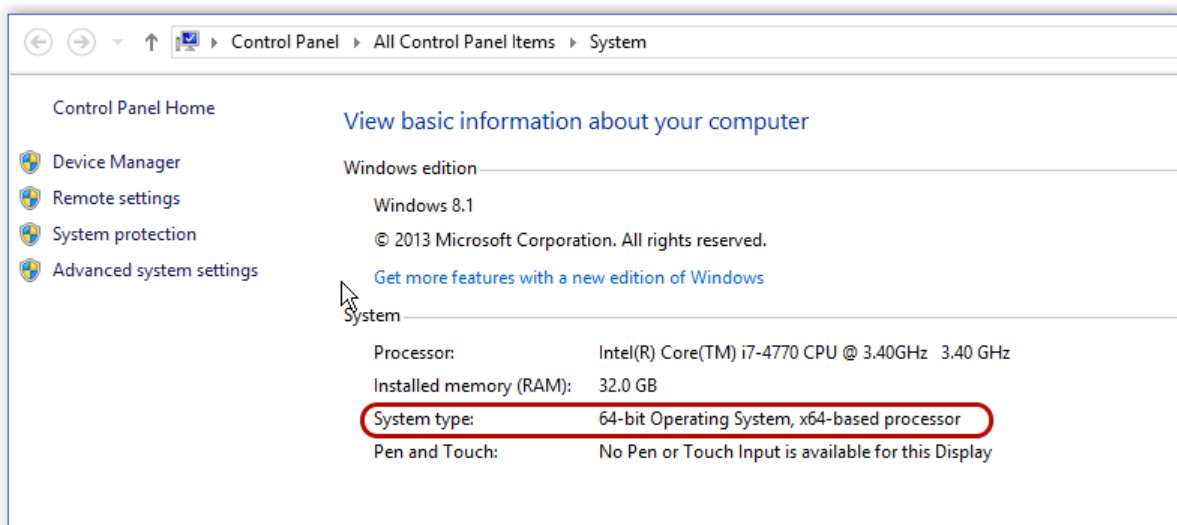 Control Panel ▸ All Control Panel Items ▸ System
Control Panel Home
Device Manager
Remote settings
System protection
Advanced system settings
View basic information about your computer
Windows edition
Windows 8.1
© 2013 Microsoft Corporation. All rights reserved.
Get more features with a new edition of Windows
System
Processor: Intel(R) Core(TM) i7-4770 CPU @ 3.40GHz 3.40 GHz
Installed memory (RAM): 32.0 GB
System type: 64-bit Operating System, x64-based processor
Pen and Touch: No Pen or Touch Input is available for this Display